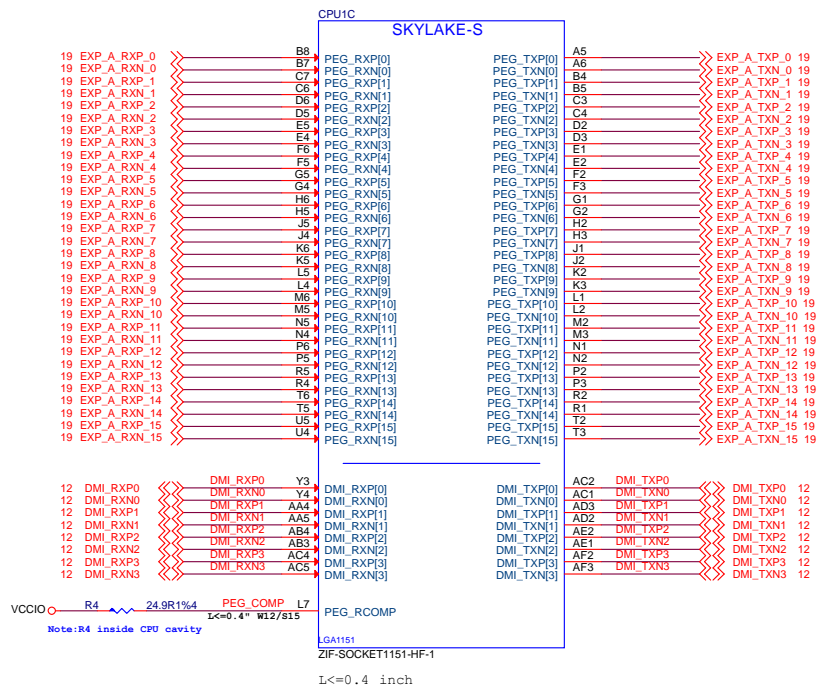 CPU1C
SKYLAKE-S
19 EXP_A_RXP_0 B8 PEG_RXP[0] PEG_TXP[0] A5 EXP_A_TXP_0 19
19 EXP_A_RXN_0 B7 PEG_RXN[0] PEG_TXN[0] A6 EXP_A_TXN_0 19
19 EXP_A_RXP_1 C7 PEG_RXP[1] PEG_TXP[1] B4 EXP_A_TXP_1 19
19 EXP_A_RXN_1 C6 PEG_RXN[1] PEG_TXN[1] B5 EXP_A_TXN_1 19
19 EXP_A_RXP_2 D6 PEG_RXP[2] PEG_TXP[2] C3 EXP_A_TXP_2 19
19 EXP_A_RXN_2 D5 PEG_RXN[2] PEG_TXN[2] C4 EXP_A_TXN_2 19
19 EXP_A_RXP_3 E5 PEG_RXP[3] PEG_TXP[3] D2 EXP_A_TXP_3 19
19 EXP_A_RXN_3 E4 PEG_RXN[3] PEG_TXN[3] D3 EXP_A_TXN_3 19
19 EXP_A_RXP_4 F6 PEG_RXP[4] PEG_TXP[4] E1 EXP_A_TXP_4 19
19 EXP_A_RXN_4 F5 PEG_RXN[4] PEG_TXN[4] E2 EXP_A_TXN_4 19
19 EXP_A_RXP_5 G5 PEG_RXP[5] PEG_TXP[5] F2 EXP_A_TXP_5 19
19 EXP_A_RXN_5 G4 PEG_RXN[5] PEG_TXN[5] F3 EXP_A_TXN_5 19
19 EXP_A_RXP_6 H6 PEG_RXP[6] PEG_TXP[6] G1 EXP_A_TXP_6 19
19 EXP_A_RXN_6 H5 PEG_RXN[6] PEG_TXN[6] G2 EXP_A_TXN_6 19
19 EXP_A_RXP_7 J5 PEG_RXP[7] PEG_TXP[7] H2 EXP_A_TXP_7 19
19 EXP_A_RXN_7 J4 PEG_RXN[7] PEG_TXN[7] H3 EXP_A_TXN_7 19
19 EXP_A_RXP_8 K6 PEG_RXP[8] PEG_TXP[8] J1 EXP_A_TXP_8 19
19 EXP_A_RXN_8 K5 PEG_RXN[8] PEG_TXN[8] J2 EXP_A_TXN_8 19
19 EXP_A_RXP_9 L5 PEG_RXP[9] PEG_TXP[9] K2 EXP_A_TXP_9 19
19 EXP_A_RXN_9 L4 PEG_RXN[9] PEG_TXN[9] K3 EXP_A_TXN_9 19
19 EXP_A_RXP_10 M6 PEG_RXP[10] PEG_TXP[10] L1 EXP_A_TXP_10 19
19 EXP_A_RXN_10 M5 PEG_RXN[10] PEG_TXN[10] L2 EXP_A_TXN_10 19
19 EXP_A_RXP_11 N5 PEG_RXP[11] PEG_TXP[11] M2 EXP_A_TXP_11 19
19 EXP_A_RXN_11 N4 PEG_RXN[11] PEG_TXN[11] M3 EXP_A_TXN_11 19
19 EXP_A_RXP_12 P6 PEG_RXP[12] PEG_TXP[12] N1 EXP_A_TXP_12 19
19 EXP_A_RXN_12 P5 PEG_RXN[12] PEG_TXN[12] N2 EXP_A_TXN_12 19
19 EXP_A_RXP_13 R5 PEG_RXP[13] PEG_TXP[13] P2 EXP_A_TXP_13 19
19 EXP_A_RXN_13 R4 PEG_RXN[13] PEG_TXN[13] P3 EXP_A_TXN_13 19
19 EXP_A_RXP_14 T6 PEG_RXP[14] PEG_TXP[14] R2 EXP_A_TXP_14 19
19 EXP_A_RXN_14 T5 PEG_RXN[14] PEG_TXN[14] R1 EXP_A_TXN_14 19
19 EXP_A_RXP_15 U5 PEG_RXP[15] PEG_TXP[15] T2 EXP_A_TXP_15 19
19 EXP_A_RXN_15 U4 PEG_RXN[15] PEG_TXN[15] T3 EXP_A_TXN_15 19
12 DMI_RXP0 DMI_RXP0 Y3 DMI_RXP[0] DMI_TXP[0] AC2 DMI_TXP0 DMI_TXP0 12
12 DMI_RXN0 DMI_RXN0 Y4 DMI_RXN[0] DMI_TXN[0] AC1 DMI_TXN0 DMI_TXN0 12
12 DMI_RXP1 DMI_RXP1 AA4 DMI_RXP[1] DMI_TXP[1] AD3 DMI_TXP1 DMI_TXP1 12
12 DMI_RXN1 DMI_RXN1 AA5 DMI_RXN[1] DMI_TXN[1] AD2 DMI_TXN1 DMI_TXN1 12
12 DMI_RXP2 DMI_RXP2 AB4 DMI_RXP[2] DMI_TXP[2] AE2 DMI_TXP2 DMI_TXP2 12
12 DMI_RXN2 DMI_RXN2 AB3 DMI_RXN[2] DMI_TXN[2] AE1 DMI_TXN2 DMI_TXN2 12
12 DMI_RXP3 DMI_RXP3 AC4 DMI_RXP[3] DMI_TXP[3] AF2 DMI_TXP3 DMI_TXP3 12
12 DMI_RXN3 DMI_RXN3 AC5 DMI_RXN[3] DMI_TXN[3] AF3 DMI_TXN3 DMI_TXN3 12
VCCIO R4 24.9R1%4 PEG_COMP L7 PEG_RCOMP
L<=0.4" W12/S15
Note:R4 inside CPU cavity
LGA1151
ZIF-SOCKET1151-HF-1
L<=0.4 inch